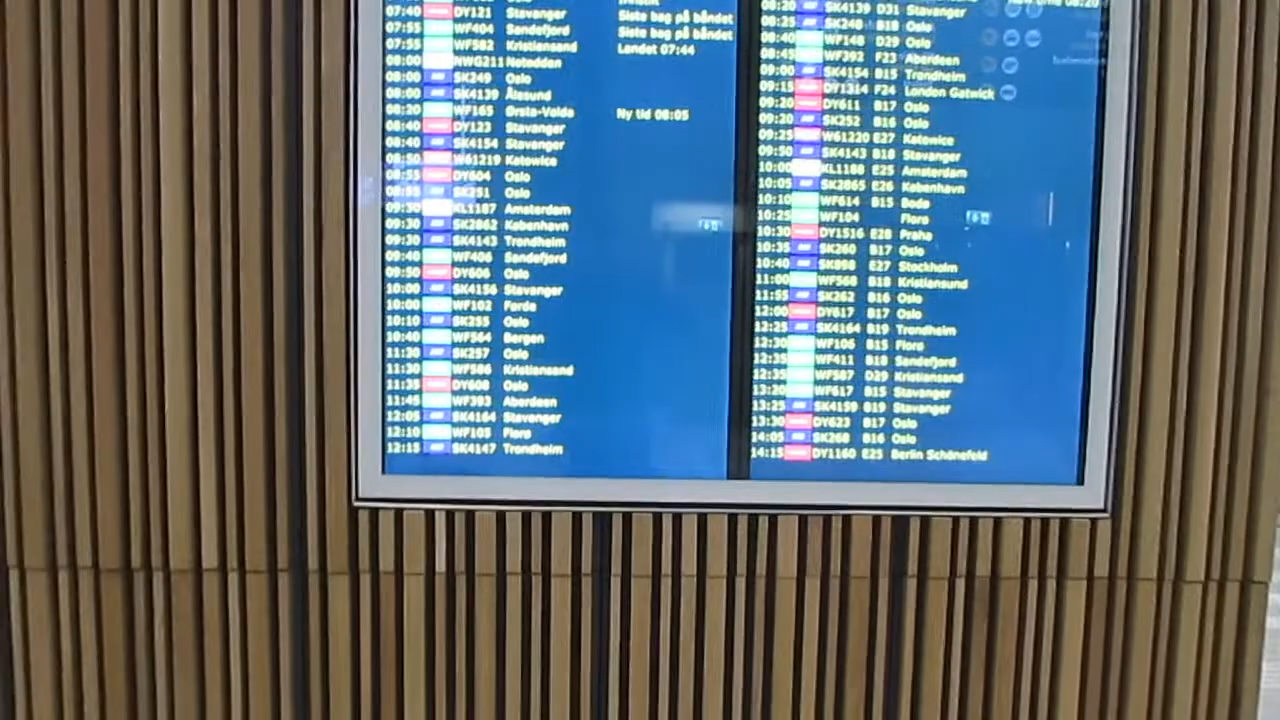 07:40 DY121 Stavanger Siste bag på båndet
07:55 WF404 Sandefjord Siste bag på båndet
07:55 WF582 Kristiansand Landet 07:44
08:00 NWG211 Notodden
08:00 SK249 Oslo
08:00 SK4139 Ålesund
08:20 WF165 Ørsta-Volda Ny tid 08:05
08:40 DY123 Stavanger
08:40 SK4154 Stavanger
08:50 W61219 Katowice
08:55 DY604 Oslo
08:55 SK251 Oslo
09:30 KL1187 Amsterdam
09:30 SK2862 København
09:30 SK4143 Trondheim
09:40 WF406 Sandefjord
09:50 DY606 Oslo
10:00 SK4156 Stavanger
10:00 WF102 Førde
10:10 SK255 Oslo
10:40 WF564 Bergen
11:30 SK257 Oslo
11:30 WF586 Kristiansand
11:35 DY608 Oslo
11:45 WF393 Aberdeen
12:05 SK4164 Stavanger
12:10 WF105 Florø
12:15 SK4147 Trondheim
08:20 SK4139 D31 Stavanger New time 08:20
08:25 SK248 B18 Oslo
08:40 WF148 D29 Oslo
08:45 WF392 F23 Aberdeen
09:00 SK4154 B15 Trondheim
09:15 DY1314 F24 London Gatwick
09:20 DY611 B17 Oslo
09:20 SK252 B16 Oslo
09:25 W61220 E27 Katowice
09:50 SK4143 B18 Stavanger
10:00 KL1188 E25 Amsterdam
10:05 SK2865 E26 København
10:10 WF614 B15 Bodø
10:25 WF104 Florø
10:30 DY1516 E28 Praha
10:35 SK260 B17 Oslo
10:40 SK898 E27 Stockholm
11:00 WF568 B18 Kristiansund
11:55 SK262 B16 Oslo
12:00 DY617 B17 Oslo
12:25 SK4164 B19 Trondheim
12:30 WF106 B15 Florø
12:35 WF411 B18 Sandefjord
12:35 WF587 D27 Kristiansand
13:20 WF617 B15 Stavanger
13:25 SK4159 B19 Stavanger
13:30 DY623 B17 Oslo
14:05 SK268 B16 Oslo
14:15 DY1160 E25 Berlin Schönefeld